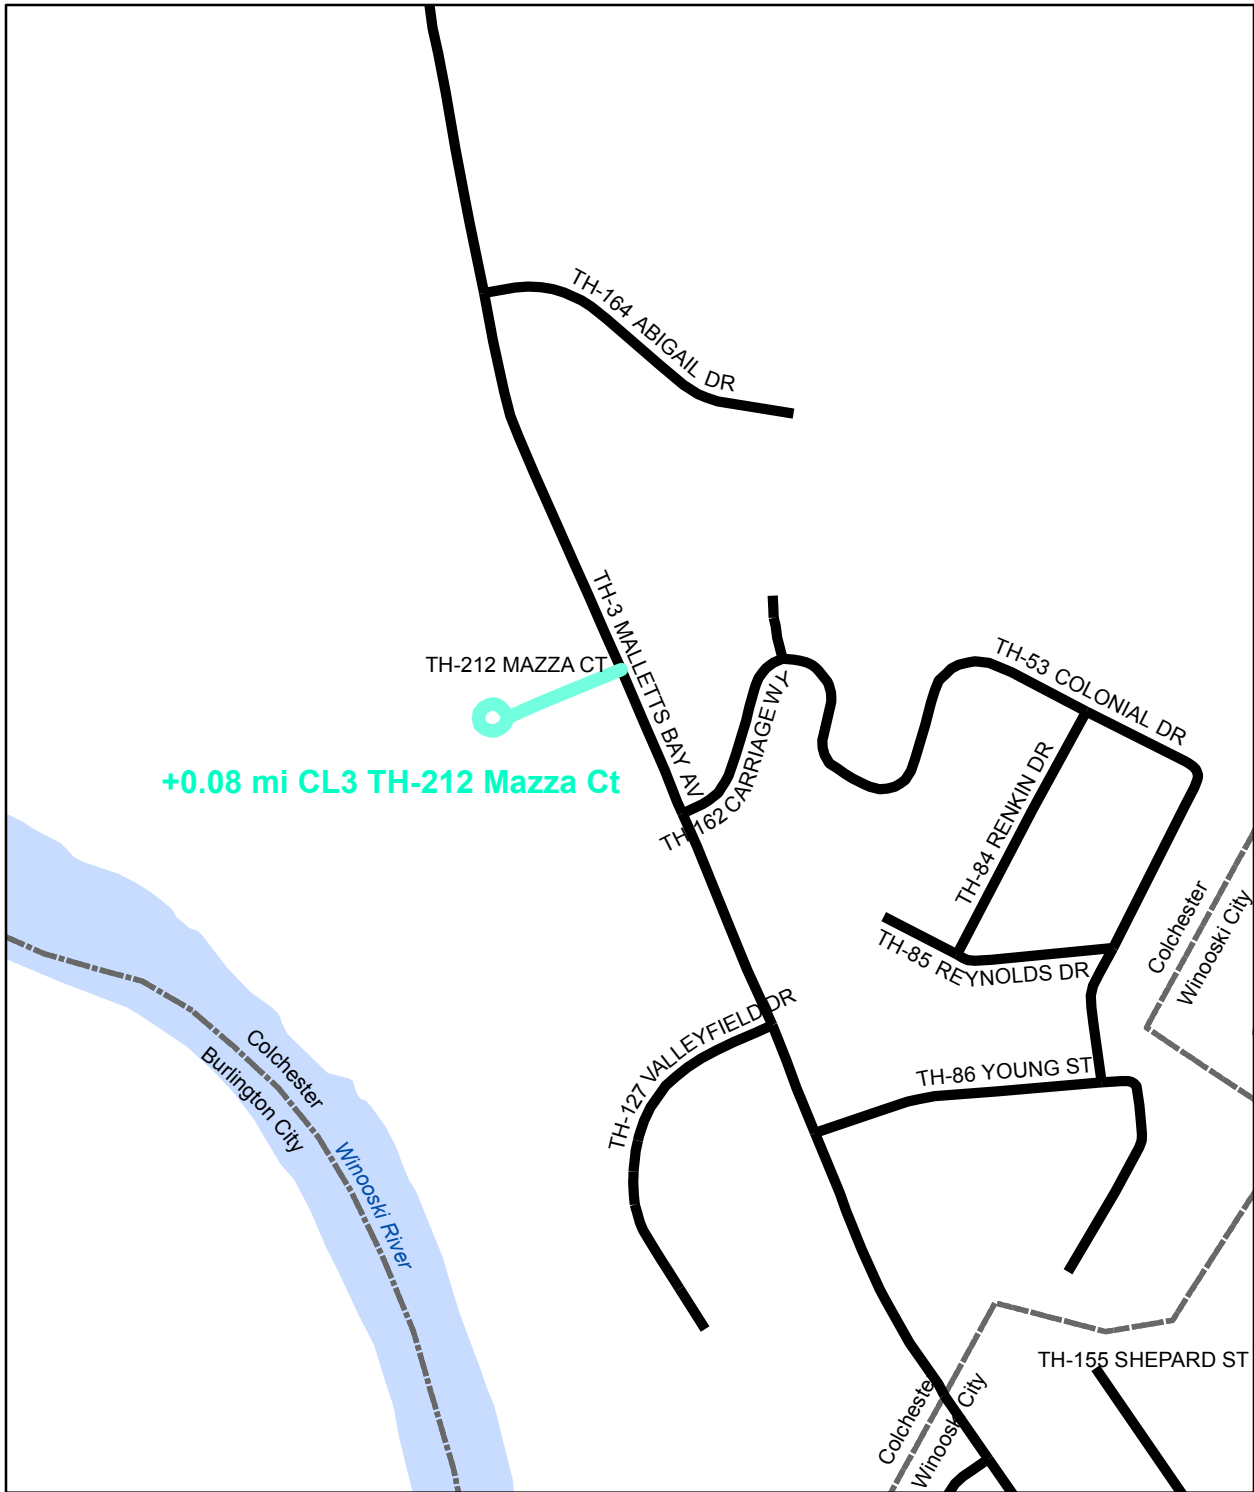 TH-164 ABIGAIL DR
TH-3 MALLETTS BAY AV
TH-212 MAZZA CT
+0.08 mi CL3 TH-212 Mazza Ct
TH-162 CARRIAGE WY
TH-53 COLONIAL DR
TH-84 RENKIN DR
TH-85 REYNOLDS DR
Colchester
Winooski City
TH-127 VALLEYFIELD DR
TH-86 YOUNG ST
Colchester
Burlington City
Winooski River
TH-155 SHEPARD ST
Colchester
Winooski City